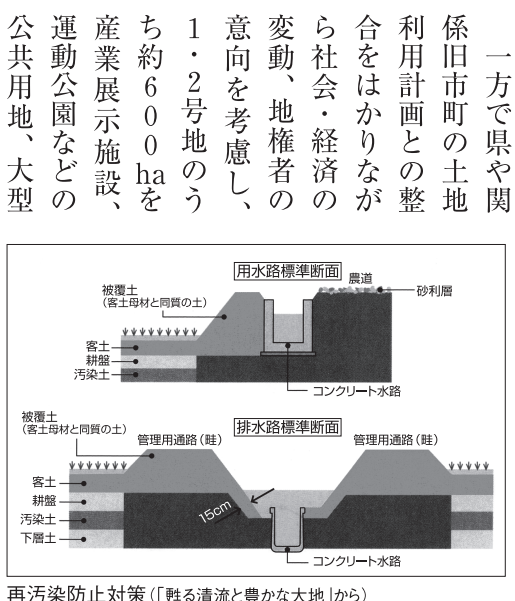 一方で県や関
係旧市町の土地
利用計画との整
合をはかりなが
ら社会・経済の
変動、地権者の
意向を考慮し、
1・2号地のう
ち約600haを
産業展示施設、
運動公園などの
公共用地、大型
用水路標準断面
農道
砂利層
被覆土
(客土母材と同質の土)
客土
耕盤
汚染土
コンクリート水路
排水路標準断面
被覆土
(客土母材と同質の土)
管理用通路(畦)
管理用通路(畦)
客土
耕盤
汚染土
下層土
15cm
コンクリート水路
再汚染防止対策(「甦る清流と豊かな大地」から)